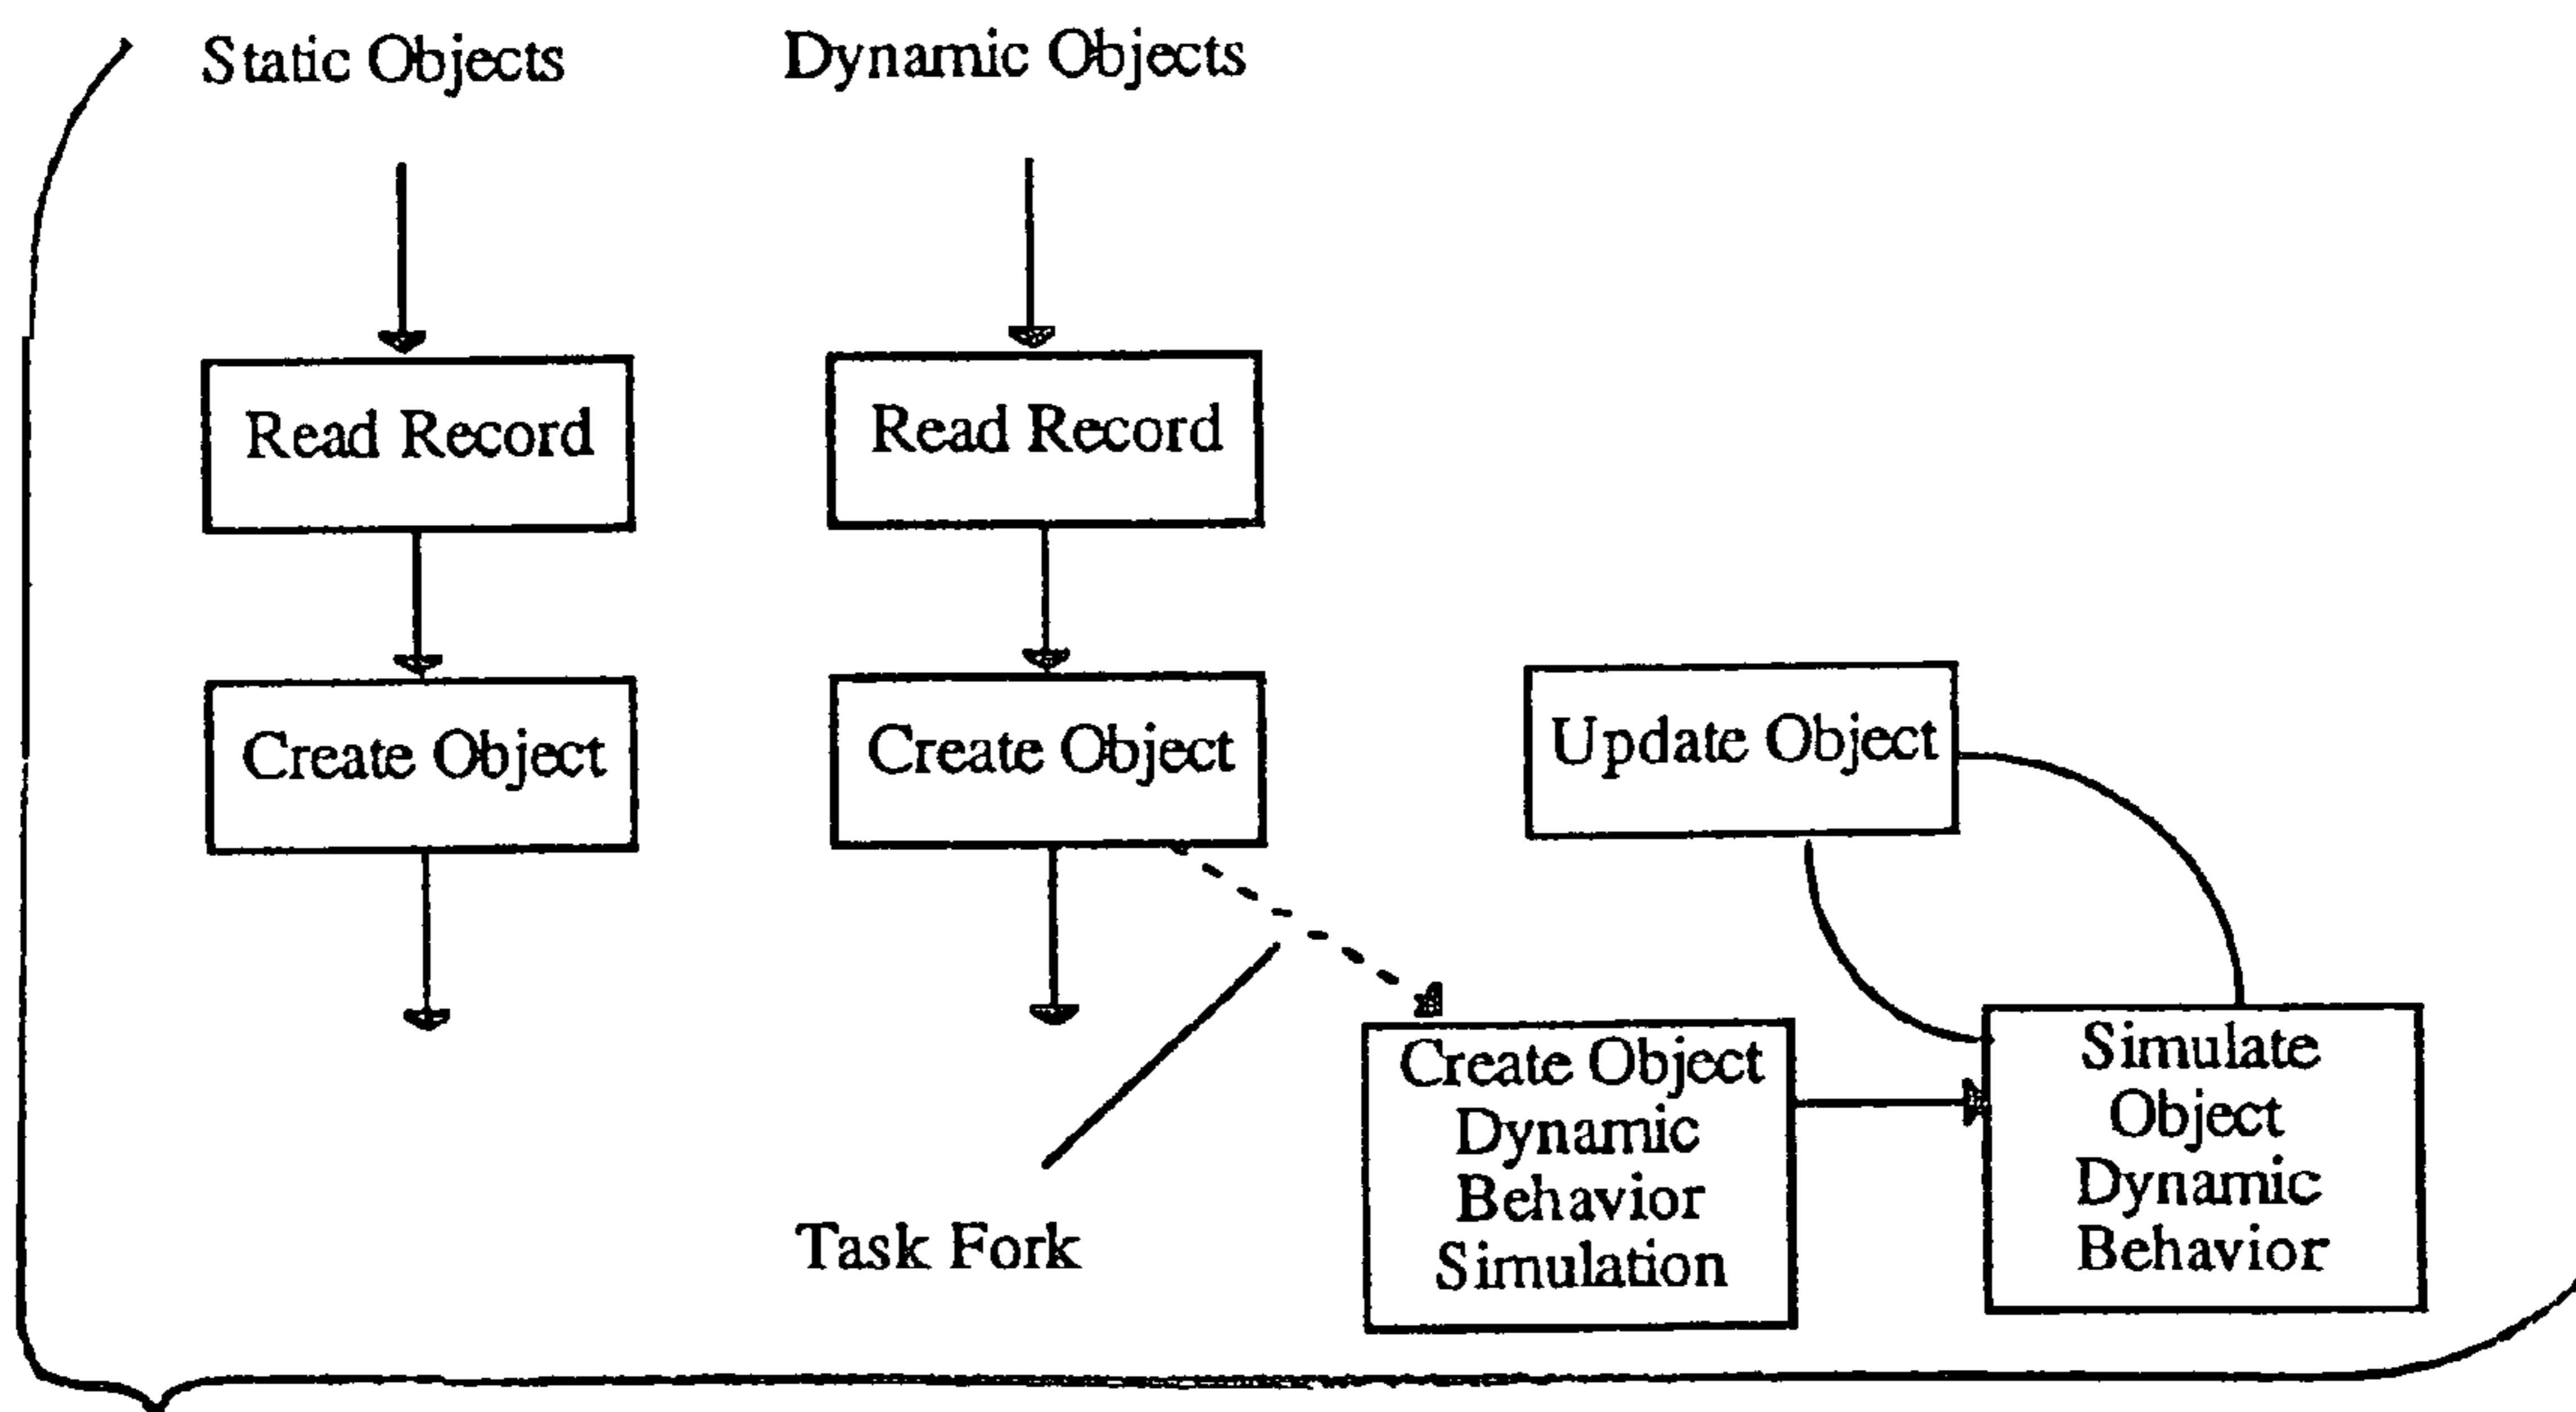 Static Objects
Dynamic Objects
Read Record
Read Record
Create Object
Create Object
Update Object
Task Fork
Create Object
Dynamic
Behavior
Simulation
Simulate
Object
Dynamic
Behavior